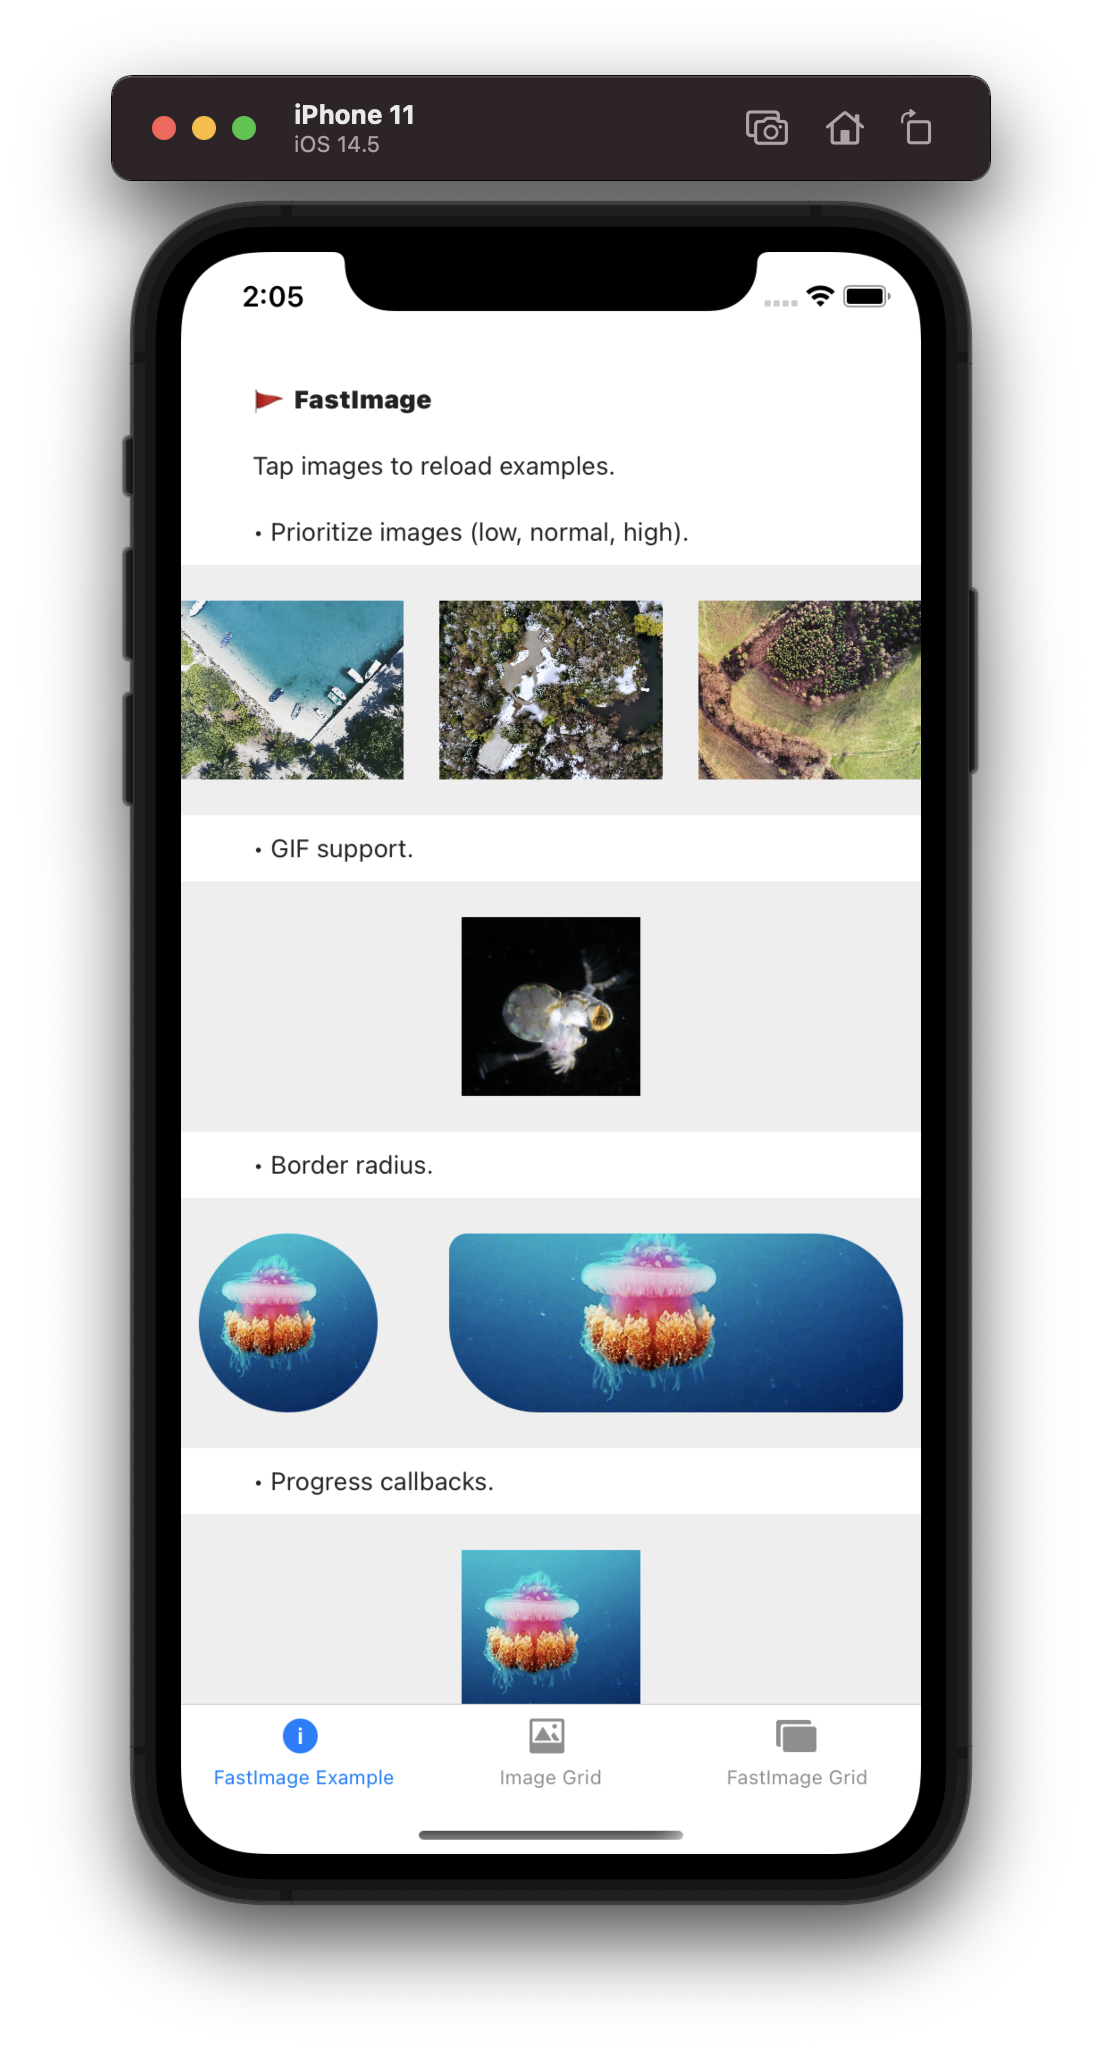 iPhone 11
iOS 14.5
2:05
FastImage
Tap images to reload examples.
• Prioritize images (low, normal, high).
• GIF support.
• Border radius.
• Progress callbacks.
FastImage Example
Image Grid
FastImage Grid